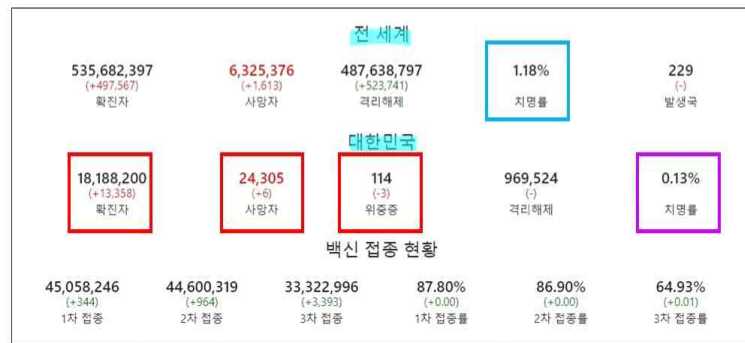 전 세계
535,682,397 6,325,376 487,638,797 1.18% 229
(+497,567) (+1,613) (+523,741) (-)
확진자 사망자 격리해제 치명률 발생국
대한민국
18,188,200 24,305 114 969,524 0.13%
(+13,358) (+6) (-3) (-)
확진자 사망자 위중증 격리해제 치명률
백신 접종 현황
45,058,246 44,600,319 33,322,996 87.80% 86.90% 64.93%
(+344) (+964) (+3,393) (+0.00) (+0.00) (+0.01)
1차 접종 2차 접종 3차 접종 1차 접종률 2차 접종률 3차 접종률